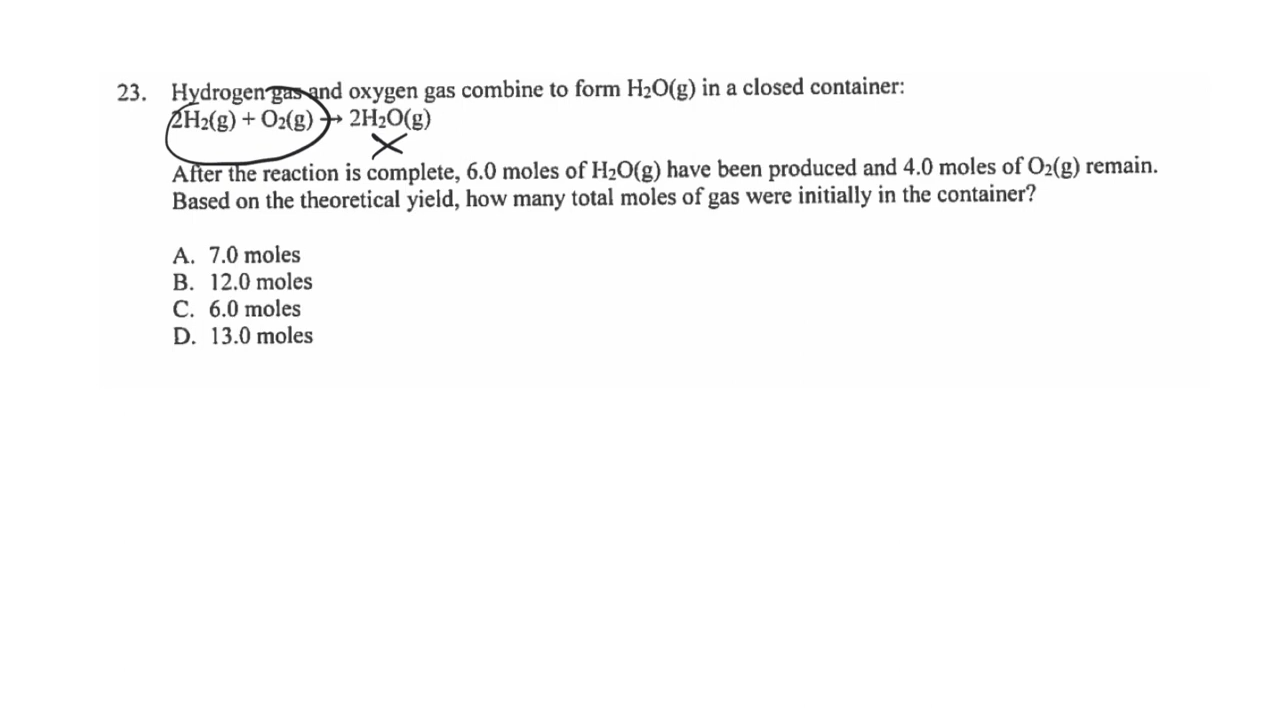 23. Hydrogen gas and oxygen gas combine to form H₂O(g) in a closed container:
2H₂(g) + O₂(g) → 2H₂O(g)
After the reaction is complete, 6.0 moles of H₂O(g) have been produced and 4.0 moles of O₂(g) remain.
Based on the theoretical yield, how many total moles of gas were initially in the container?
A. 7.0 moles
B. 12.0 moles
C. 6.0 moles
D. 13.0 moles